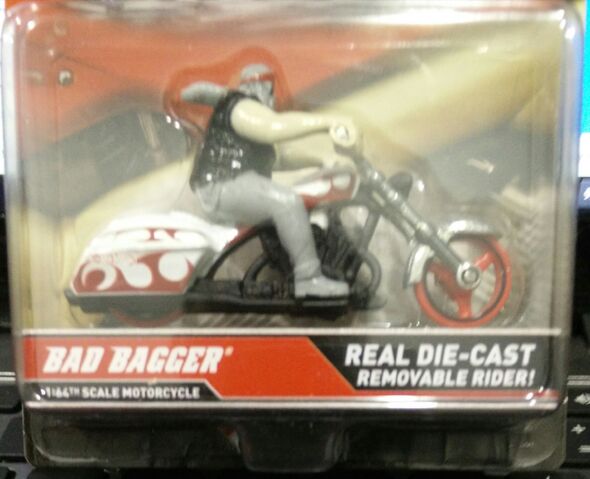 BAD BAGGER®
1:64TH SCALE MOTORCYCLE
REAL DIE-CAST
REMOVABLE RIDER!